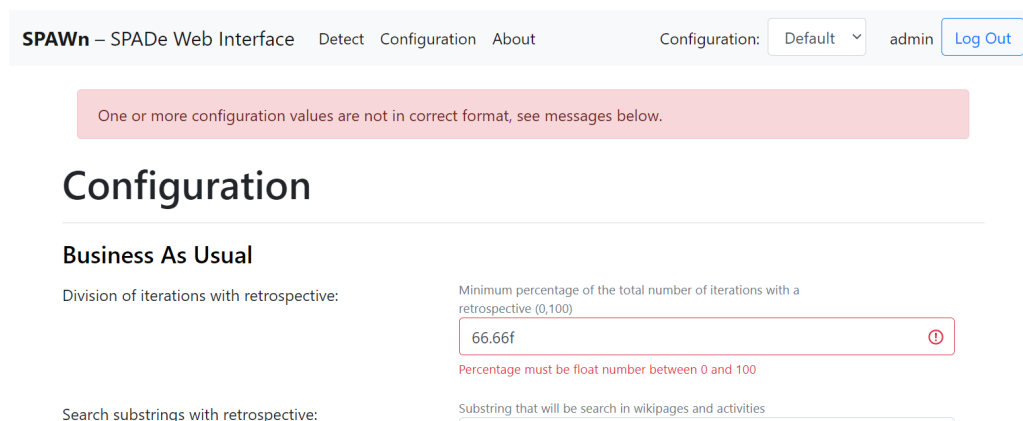 SPAWn – SPADe Web Interface Detect Configuration About Configuration: Default admin Log Out
One or more configuration values are not in correct format, see messages below.
Configuration
Business As Usual
Division of iterations with retrospective:
Minimum percentage of the total number of iterations with a
retrospective (0,100)
66.66f
Percentage must be float number between 0 and 100
Search substrings with retrospective:
Substring that will be search in wikipages and activities